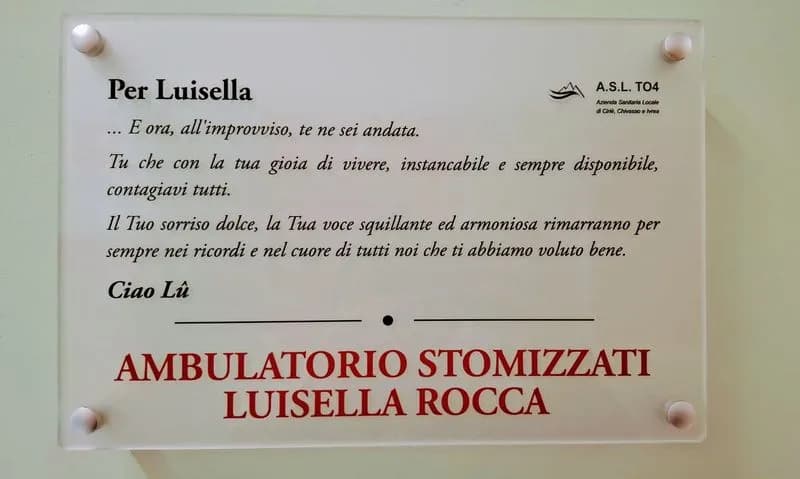 Per Luisella
A.S.L. TO4
Azienda Sanitaria Locale
di Ciriè, Chivasso e Ivrea
... E ora, all'improvviso, te ne sei andata.
Tu che con la tua gioia di vivere, instancabile e sempre disponibile,
contagiavi tutti.
Il Tuo sorriso dolce, la Tua voce squillante ed armoniosa rimarranno per
sempre nei ricordi e nel cuore di tutti noi che ti abbiamo voluto bene.
Ciao Lû
AMBULATORIO STOMIZZATI
LUISELLA ROCCA